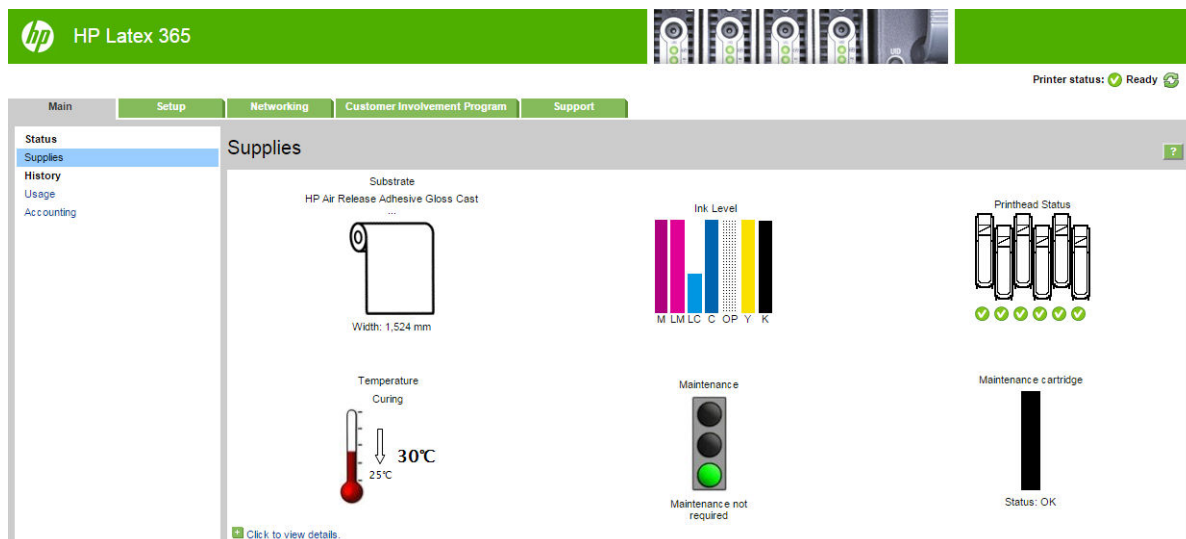 hp
HP Latex 365
UID
Printer status: Ready
Main
Setup
Networking
Customer Involvement Program
Support
Status
Supplies
History
Usage
Accounting
Supplies
?
Substrate
HP Air Release Adhesive Gloss Cast
...
Width: 1,524 mm
Ink Level
M LM LC C OP Y K
Printhead Status
Temperature
Curing
30℃
25℃
Maintenance
Maintenance not
required
Maintenance cartridge
Status: OK
Click to view details.